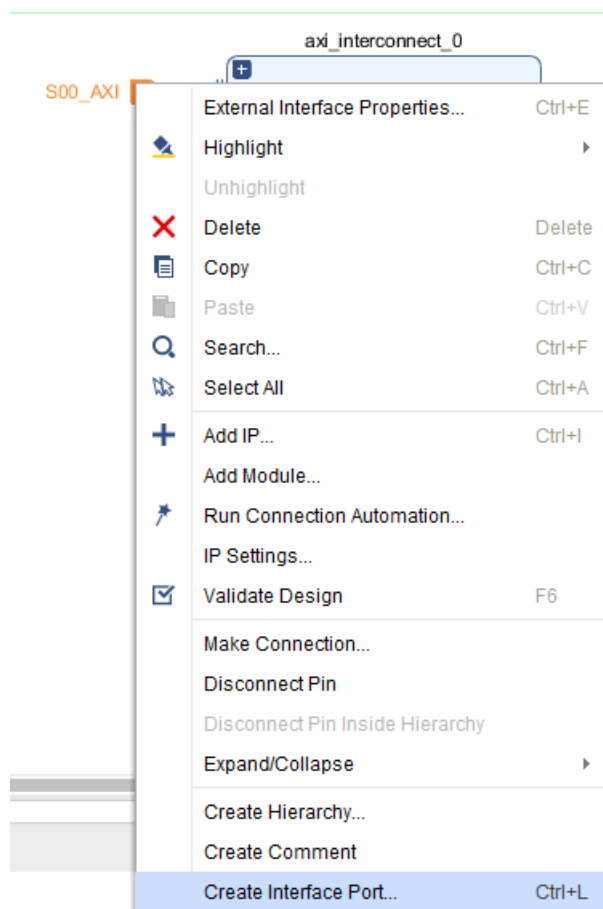 axi_interconnect_0
S00_AXI
External Interface Properties... Ctrl+E
Highlight
Unhighlight
Delete Delete
Copy Ctrl+C
Paste Ctrl+V
Search... Ctrl+F
Select All Ctrl+A
Add IP... Ctrl+I
Add Module...
Run Connection Automation...
IP Settings...
Validate Design F6
Make Connection...
Disconnect Pin
Disconnect Pin Inside Hierarchy
Expand/Collapse
Create Hierarchy...
Create Comment
Create Interface Port... Ctrl+L